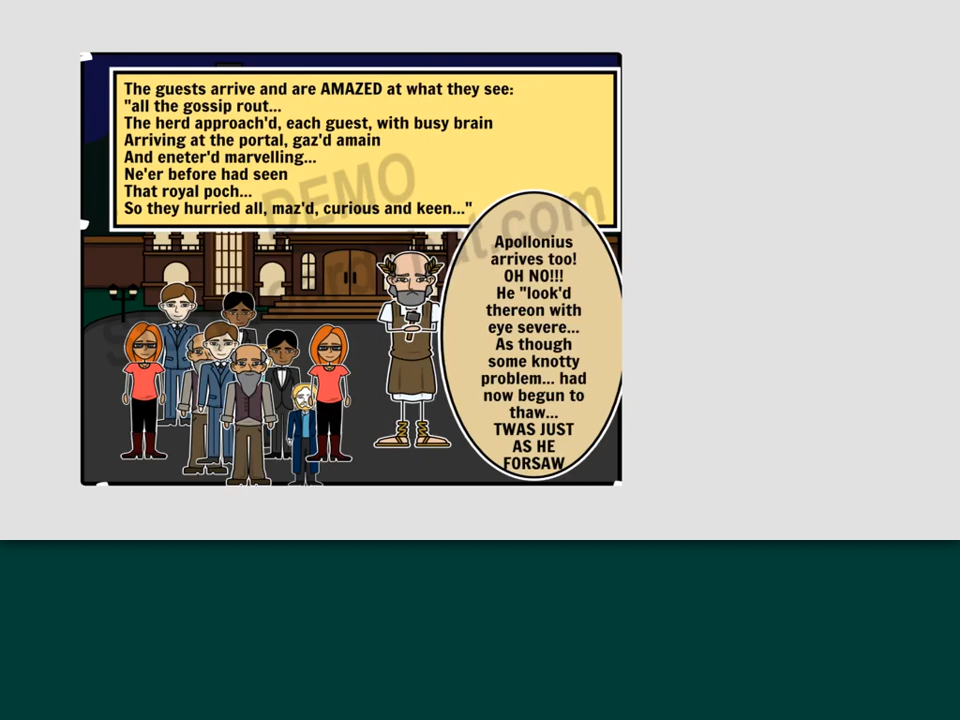 The guests arrive and are AMAZED at what they see:
"all the gossip rout...
The herd approach'd, each guest, with busy brain
Arriving at the portal, gaz'd amain
And eneter'd marvelling...
Ne'er before had seen
That royal poch...
So they hurried all, maz'd, curious and keen..."
DEMO
Apollonius
arrives too!
OH NO!!!
He "look'd
thereon with
eye severe...
As though
some knotty
problem... had
now begun to
thaw...
TWAS JUST
AS HE
FORSAW